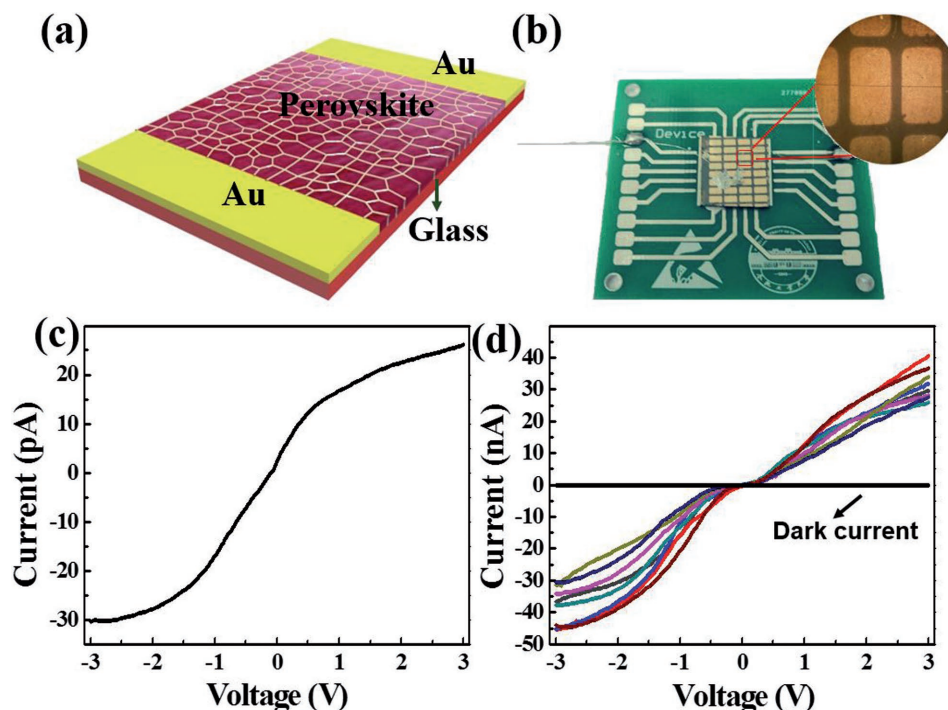 (a)
Au
Perovskite
Au
Glass
(b)
Device
(c)
Current (pA)
20
10
0
-10
-20
-30
-3
-2
-1
0
1
2
3
Voltage (V)
(d)
Current (nA)
40
30
20
10
0
-10
-20
-30
-40
-50
Dark current
-3
-2
-1
0
1
2
3
Voltage (V)